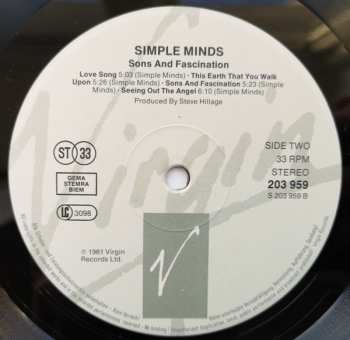 SIMPLE MINDS
Sons And Fascination
Love Song 5:03 (Simple Minds) · This Earth That You Walk
Upon 5:26 (Simple Minds) · Sons And Fascination 5:23 (Simple
Minds) · Seeing Out The Angel 6:10 (Simple Minds)
Produced By Steve Hillage
ST 33
GEMA
STEMRA
BIEM
LC 3098
SIDE TWO
33 RPM
STEREO
203 959
S 203 959 B
Virgin
℗ 1981 Virgin
Records Ltd.
V